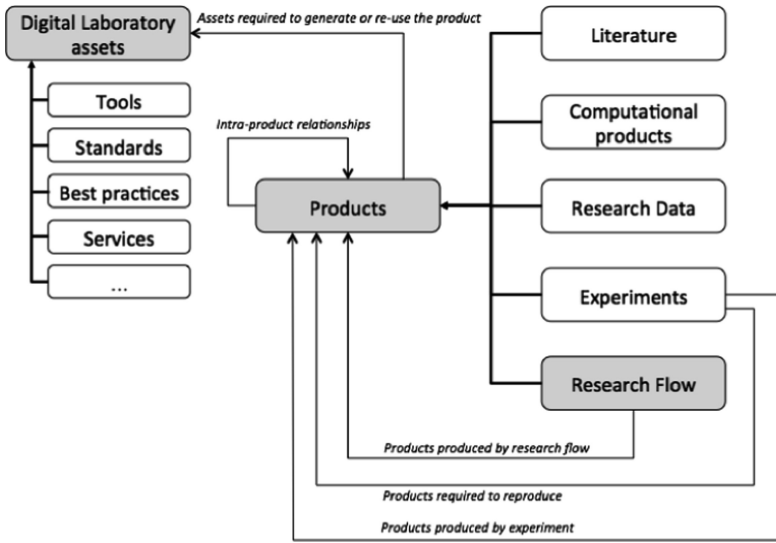 Digital Laboratory
assets
Assets required to generate or re-use the product
Literature
Tools
Computational
products
Intra-product relationships
Standards
Best practices
Products
Research Data
Services
...
Experiments
Research Flow
Products produced by research flow
Products required to reproduce
Products produced by experiment